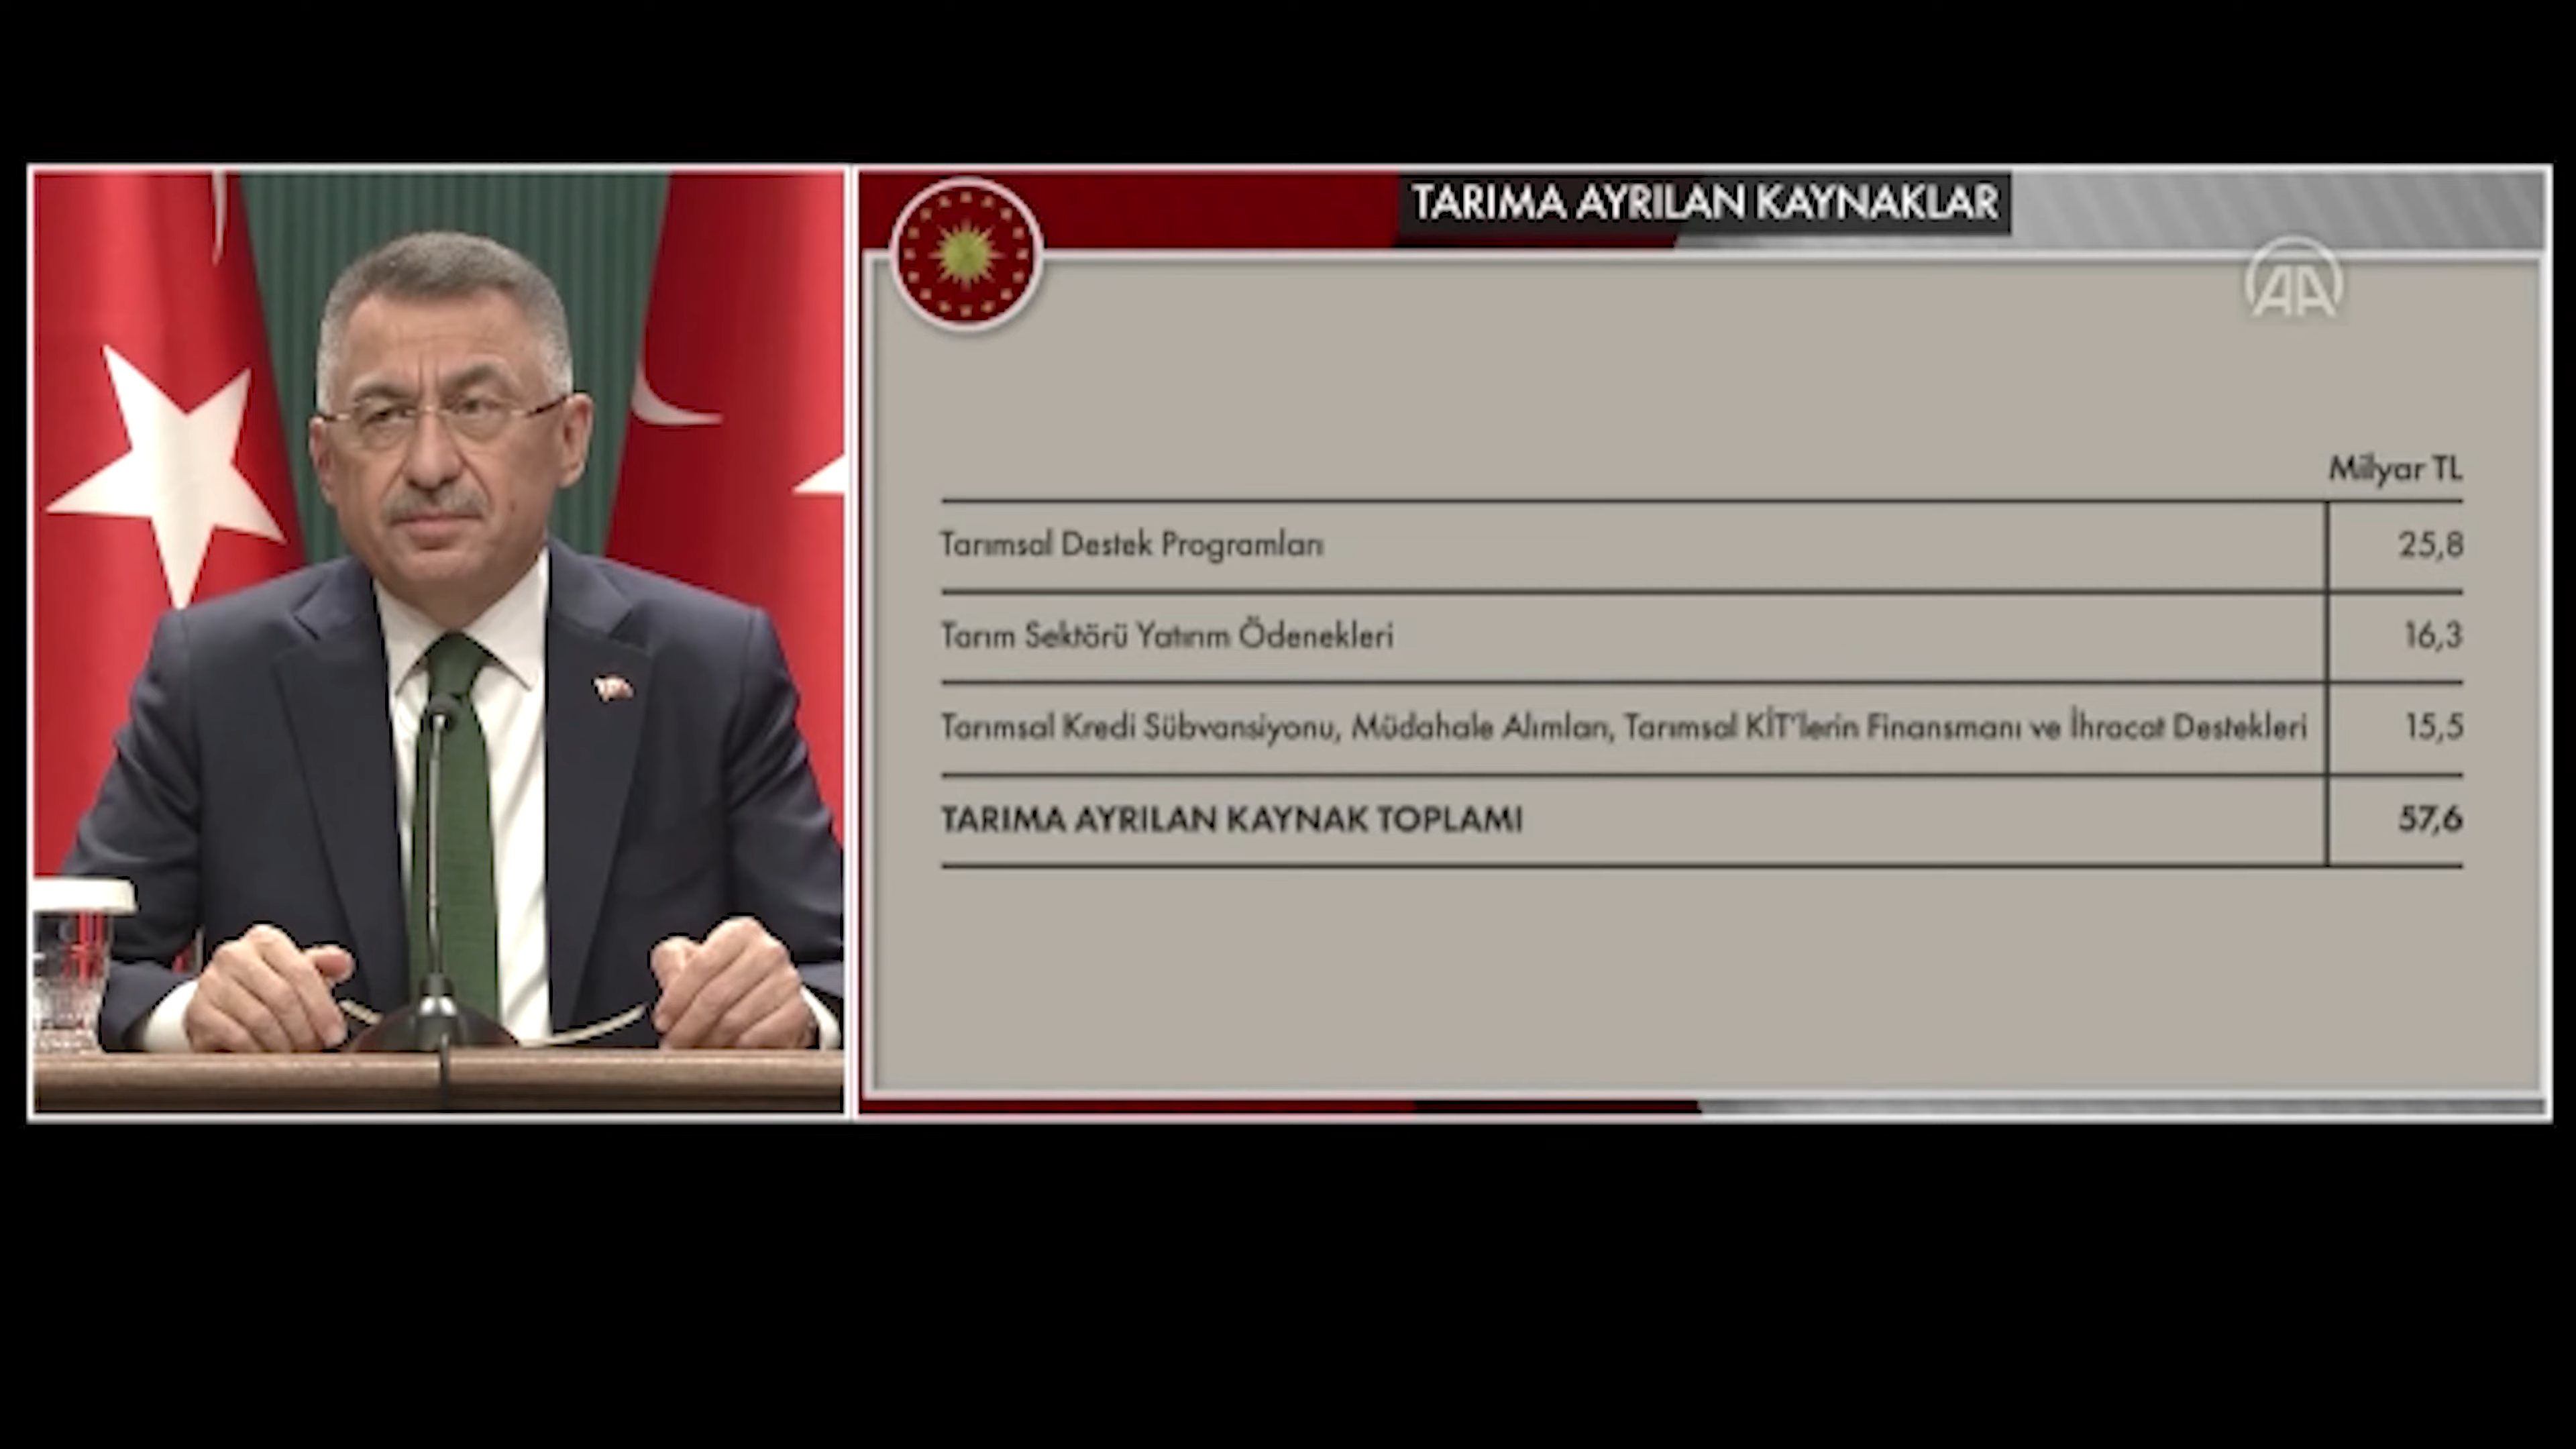 TARIMA AYRILAN KAYNAKLAR
AA
Milyar TL
Tarımsal Destek Programları 25,8
Tarım Sektörü Yatırım Ödenekleri 16,3
Tarımsal Kredi Sübvansiyonu, Müdahale Alımları, Tarımsal KİT'lerin Finansmanı ve İhracat Destekleri 15,5
TARIMA AYRILAN KAYNAK TOPLAMI 57,6